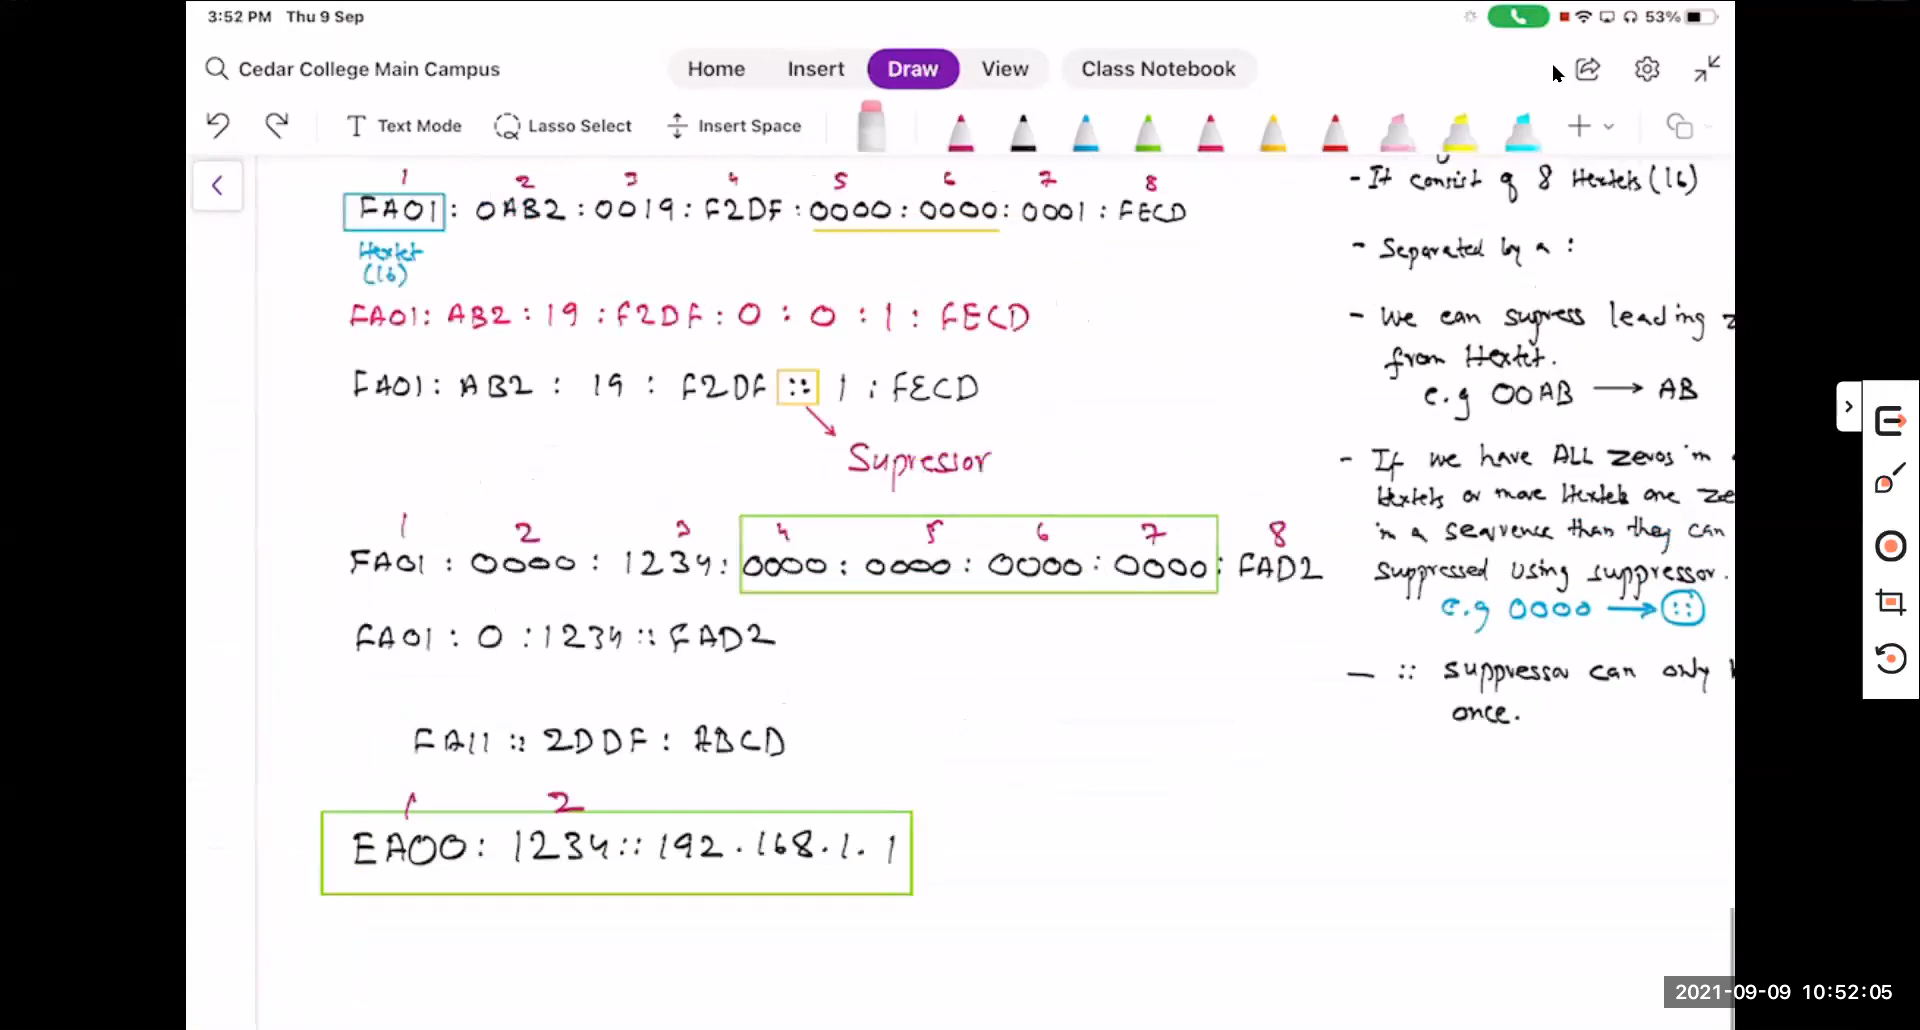 3:52 PM Thu 9 Sep
53%
Cedar College Main Campus
Home Insert Draw View Class Notebook
Text Mode Lasso Select Insert Space
1 2 3 4 5 6 7 8
FA01 : 0AB2 : 0019 : F2DF : 0000 : 0000 : 0001 : FECD
Hextet
(16)
FA01 : AB2 : 19 : F2DF : 0 : 0 : 1 : FECD
FA01 : AB2 : 19 : F2DF :: 1 : FECD
Supressor
1 2 3 4 5 6 7 8
FA01 : 0000 : 1234 : 0000 : 0000 : 0000 : 0000 : FAD2
FA01 : 0 : 1234 :: FAD2
FA11 :: 2DDF : ABCD
1 2
EA00 : 1234 :: 192.168.1.1
- It consist of 8 Hextets (16)
- Separated by a :
- We can supress leading
from Hextet.
e.g 00AB → AB
- If we have ALL zeros in
Hextets or more Hextets one
in a seqvence than they can
suppressed using suppressor.
e.g 0000 → ::
- :: suppressor can only
once.
2021-09-09 10:52:05